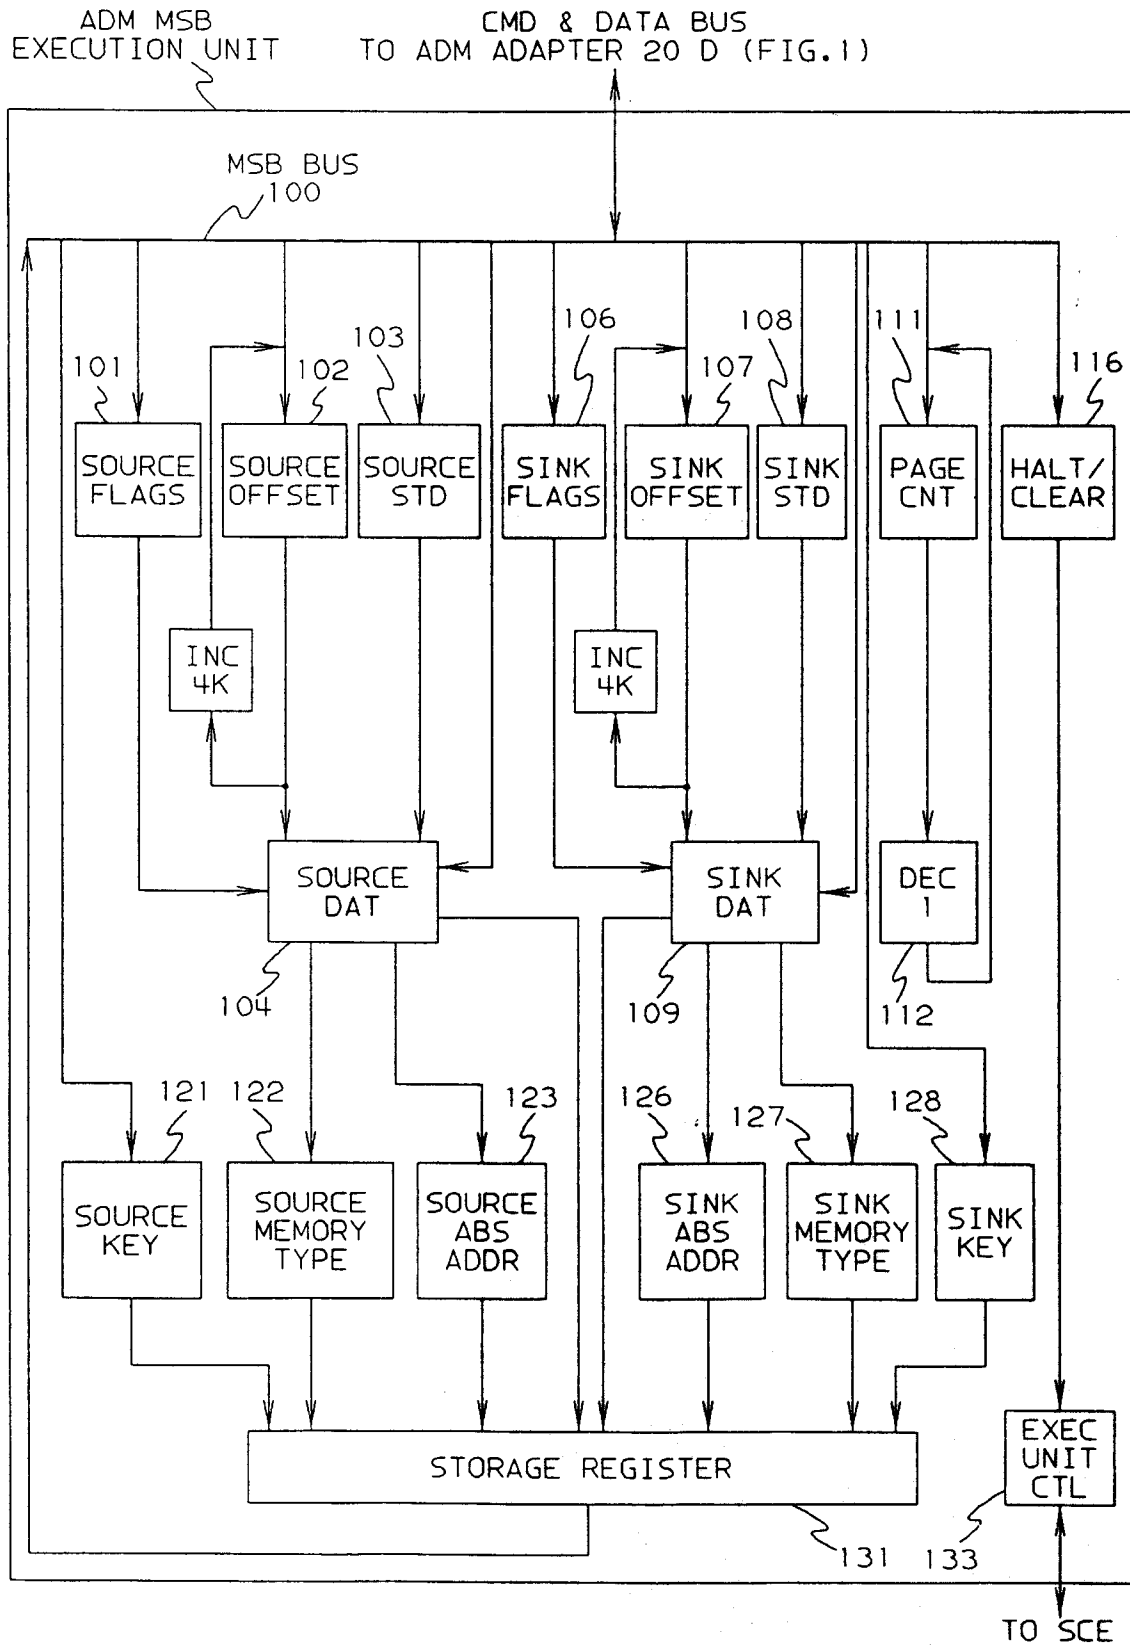 ADM MSB
EXECUTION UNIT
CMD & DATA BUS
TO ADM ADAPTER 20 D (FIG.1)
MSB BUS
100
101
102
103
106
107
108
111
116
SOURCE
FLAGS
SOURCE
OFFSET
SOURCE
STD
SINK
FLAGS
SINK
OFFSET
SINK
STD
PAGE
CNT
HALT/
CLEAR
INC
4K
INC
4K
SOURCE
DAT
SINK
DAT
DEC
1
104
109
112
121
122
123
126
127
128
SOURCE
KEY
SOURCE
MEMORY
TYPE
SOURCE
ABS
ADDR
SINK
ABS
ADDR
SINK
MEMORY
TYPE
SINK
KEY
STORAGE REGISTER
EXEC
UNIT
CTL
131
133
TO SCE